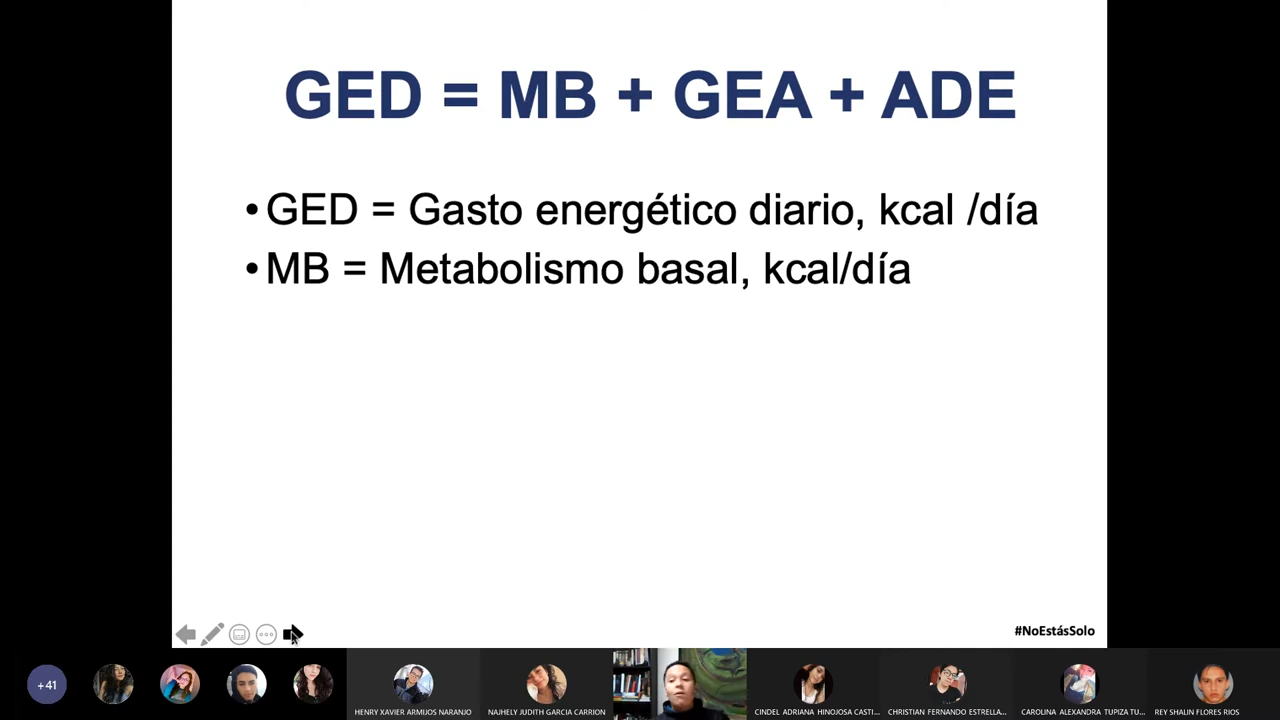 GED = MB + GEA + ADE
•GED = Gasto energético diario, kcal /día
•MB = Metabolismo basal, kcal/día
#NoEstásSolo
+41
HENRY XAVIER ARMIJOS NARANJO
NAJHELY JUDITH GARCIA CARRION
CINDEL ADRIANA HINOJOSA CASTI...
CHRISTIAN FERNANDO ESTRELLA...
CAROLINA ALEXANDRA TUPIZA TU...
REY SHALIN FLORES RIOS